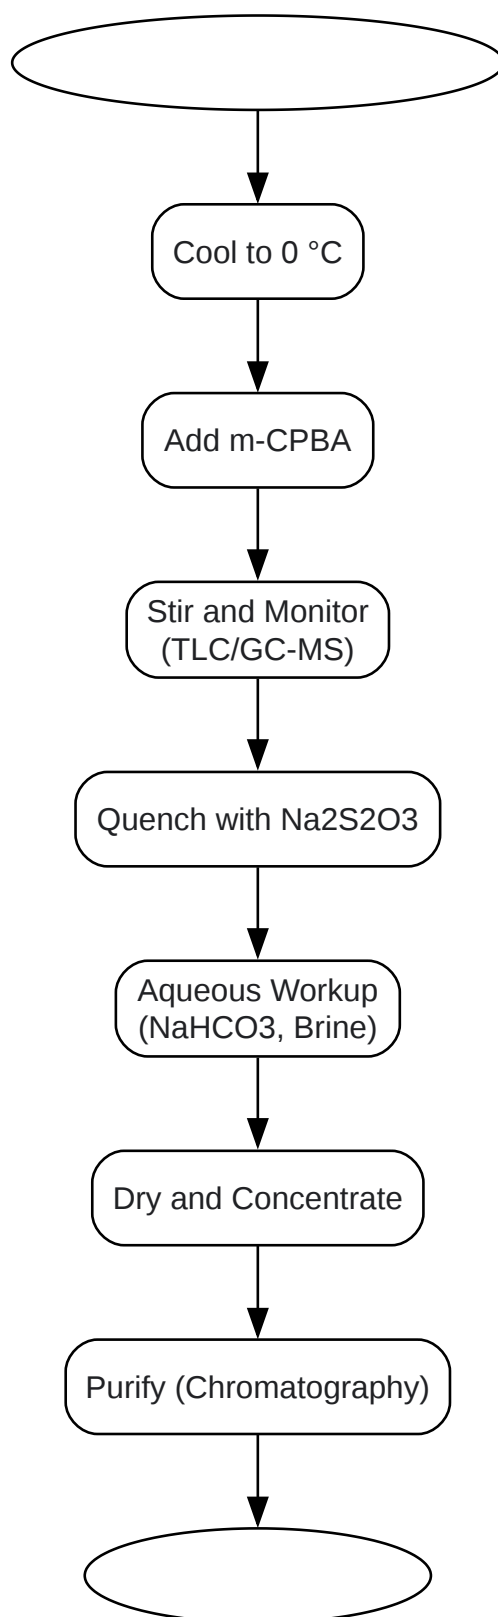 Cool to 0 °C
Add m-CPBA
Stir and Monitor
(TLC/GC-MS)
Quench with Na2S2O3
Aqueous Workup
(NaHCO3, Brine)
Dry and Concentrate
Purify (Chromatography)